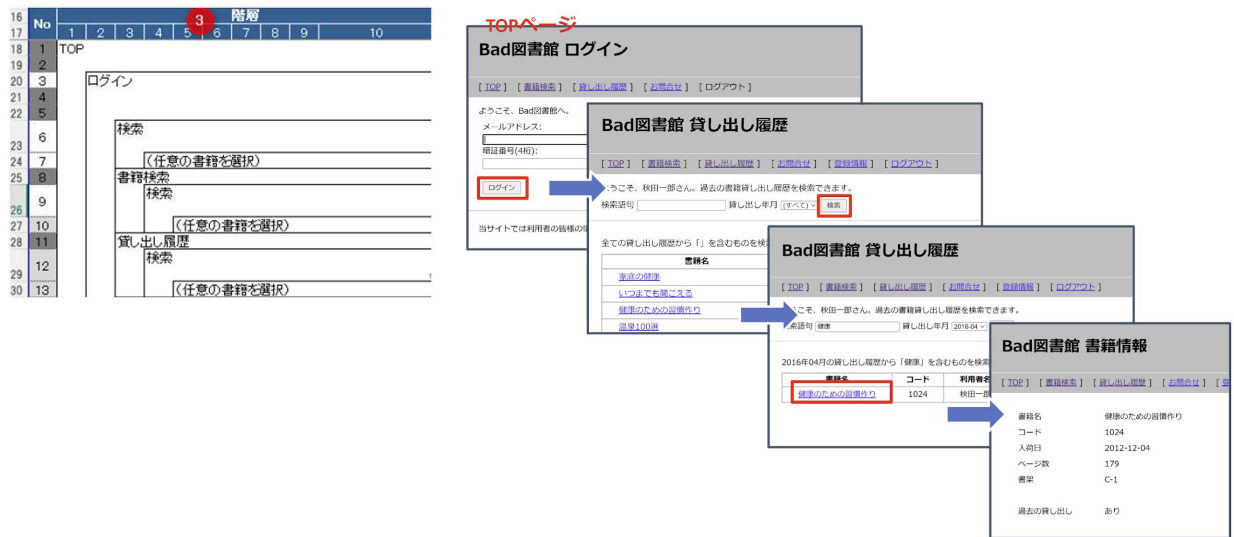 16
17
18
19
20
21
22
23
24
25
26
27
28
29
30
No
階層
3
1 2 3 4 5 6 7 8 9 10
1 TOP
2
3 ログイン
4
5
6 検索
7 (任意の書籍を選択)
8 書籍検索
9 検索
10 (任意の書籍を選択)
11 貸し出し履歴
12 検索
13 (任意の書籍を選択)
TOPページ
Bad図書館 ログイン
[ TOP ] [ 書籍検索 ] [ 貸し出し履歴 ] [ お問合せ ] [ ログアウト ]
ようこそ、Bad図書館へ。
メールアドレス:
暗証番号(4桁):
ログイン
当サイトでは利用者の皆様の
Bad図書館 貸し出し履歴
[ TOP ] [ 書籍検索 ] [ 貸し出し履歴 ] [ お問合せ ] [ 登録情報 ] [ ログアウト ]
うこそ、秋田一郎さん。過去の書籍貸し出し履歴を検索できます。
検索語句 貸し出し年月 (すべて) 検索
全ての貸し出し履歴から「」を含むものを検
書籍名
家庭の健康
いつまでも聞こえる
健康のための習慣作り
温泉100選
Bad図書館 貸し出し履歴
[ TOP ] [ 書籍検索 ] [ 貸し出し履歴 ] [ お問合せ ] [ 登録情報 ] [ ログアウト ]
こそ、秋田一郎さん。過去の書籍貸し出し履歴を検索できます。
索語句 健康 貸し出し年月 2016-04
2016年04月の貸し出し履歴から「健康」を含むものを検索
書籍名 コード 利用者名
健康のための習慣作り 1024 秋田一郎
Bad図書館 書籍情報
[ TOP ] [ 書籍検索 ] [ 貸し出し履歴 ] [ お問合せ ] [ 登
書籍名 健康のための習慣作り
コード 1024
入荷日 2012-12-04
ページ数 179
書架 C-1
過去の貸し出し あり